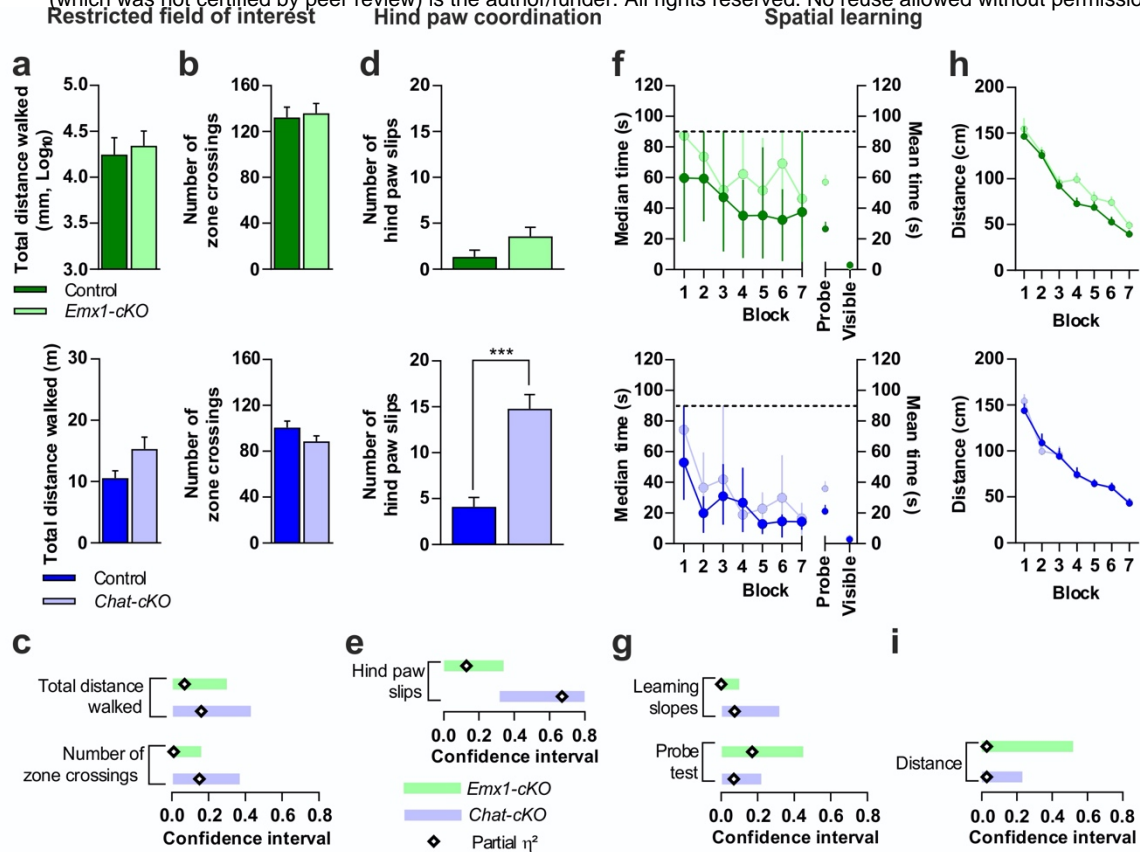 (which was not certified by peer review) is the author/funder. All rights reserved. No reuse allowed without permissio
Restricted field of interest
Hind paw coordination
Spatial learning
a
Total distance walked
(mm, Log10)
5.0
4.5
4.0
3.5
3.0
Control
Emx1-cKO
b
Number of
zone crossings
160
120
80
40
0
d
Number of
hind paw slips
20
15
10
5
0
f
Median time (s)
120
100
80
60
40
20
0
1 2 3 4 5 6 7
Block
Probe
Visible
120
100
80
60
40
20
0
Mean time (s)
h
Distance (cm)
200
150
100
50
0
1 2 3 4 5 6 7
Block
Total distance walked (m)
30
20
10
0
Control
Chat-cKO
Number of
zone crossings
160
120
80
40
0
Number of
hind paw slips
20
15
10
5
0
***
Median time (s)
120
100
80
60
40
20
0
1 2 3 4 5 6 7
Block
Probe
Visible
120
100
80
60
40
20
0
Mean time (s)
Distance (cm)
200
150
100
50
0
1 2 3 4 5 6 7
Block
c
Total distance
walked
Number of
zone crossings
0.0 0.2 0.4 0.6 0.8
Confidence interval
e
Hind paw
slips
0.0 0.2 0.4 0.6 0.8
Confidence interval
Emx1-cKO
Chat-cKO
Partial η²
g
Learning
slopes
Probe
test
0.0 0.2 0.4 0.6 0.8
Confidence interval
i
Distance
0.0 0.2 0.4 0.6 0.8
Confidence interval